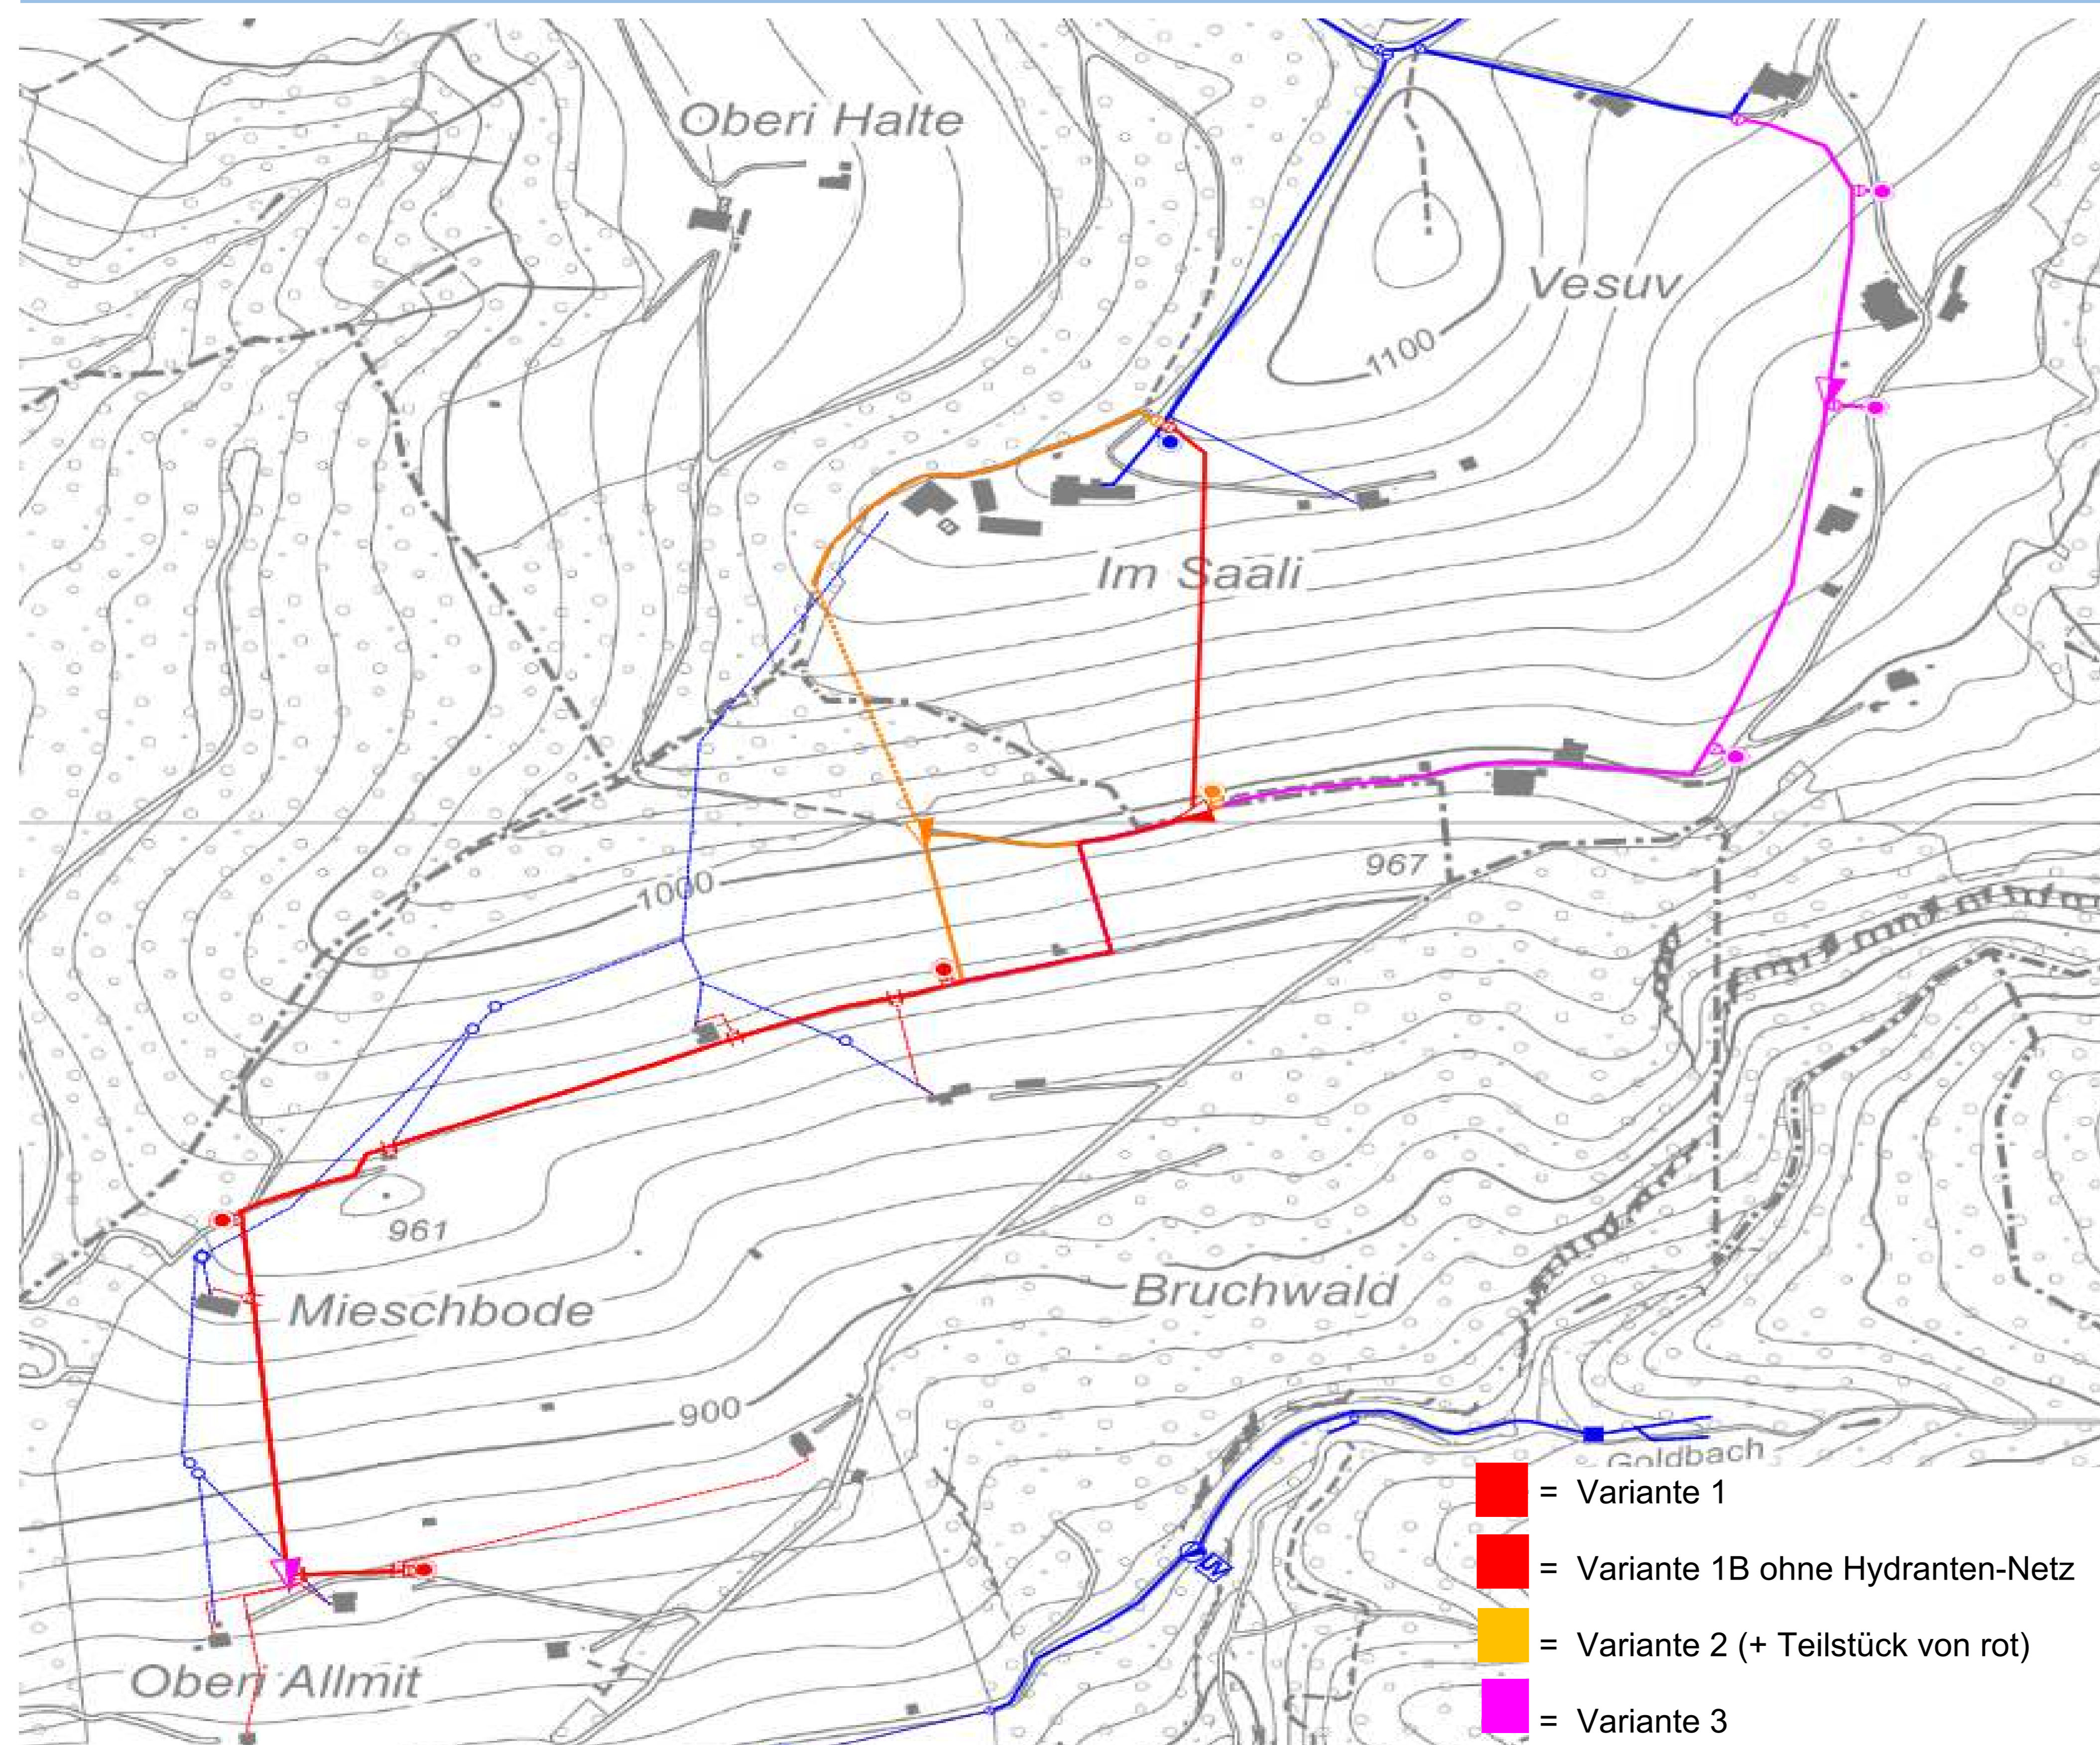 Oberi Halte
Vesuv
1100
Im Saali
967
1000
961
Bruchwald
Mieschbode
900
Goldbach
UV
Oberi Allmit
= Variante 1
= Variante 1B ohne Hydranten-Netz
= Variante 2 (+ Teilstück von rot)
= Variante 3